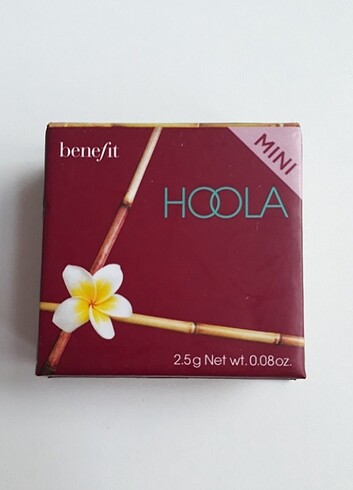 benefit
MINI
HOOLA
2.5g Net wt. 0.08oz.